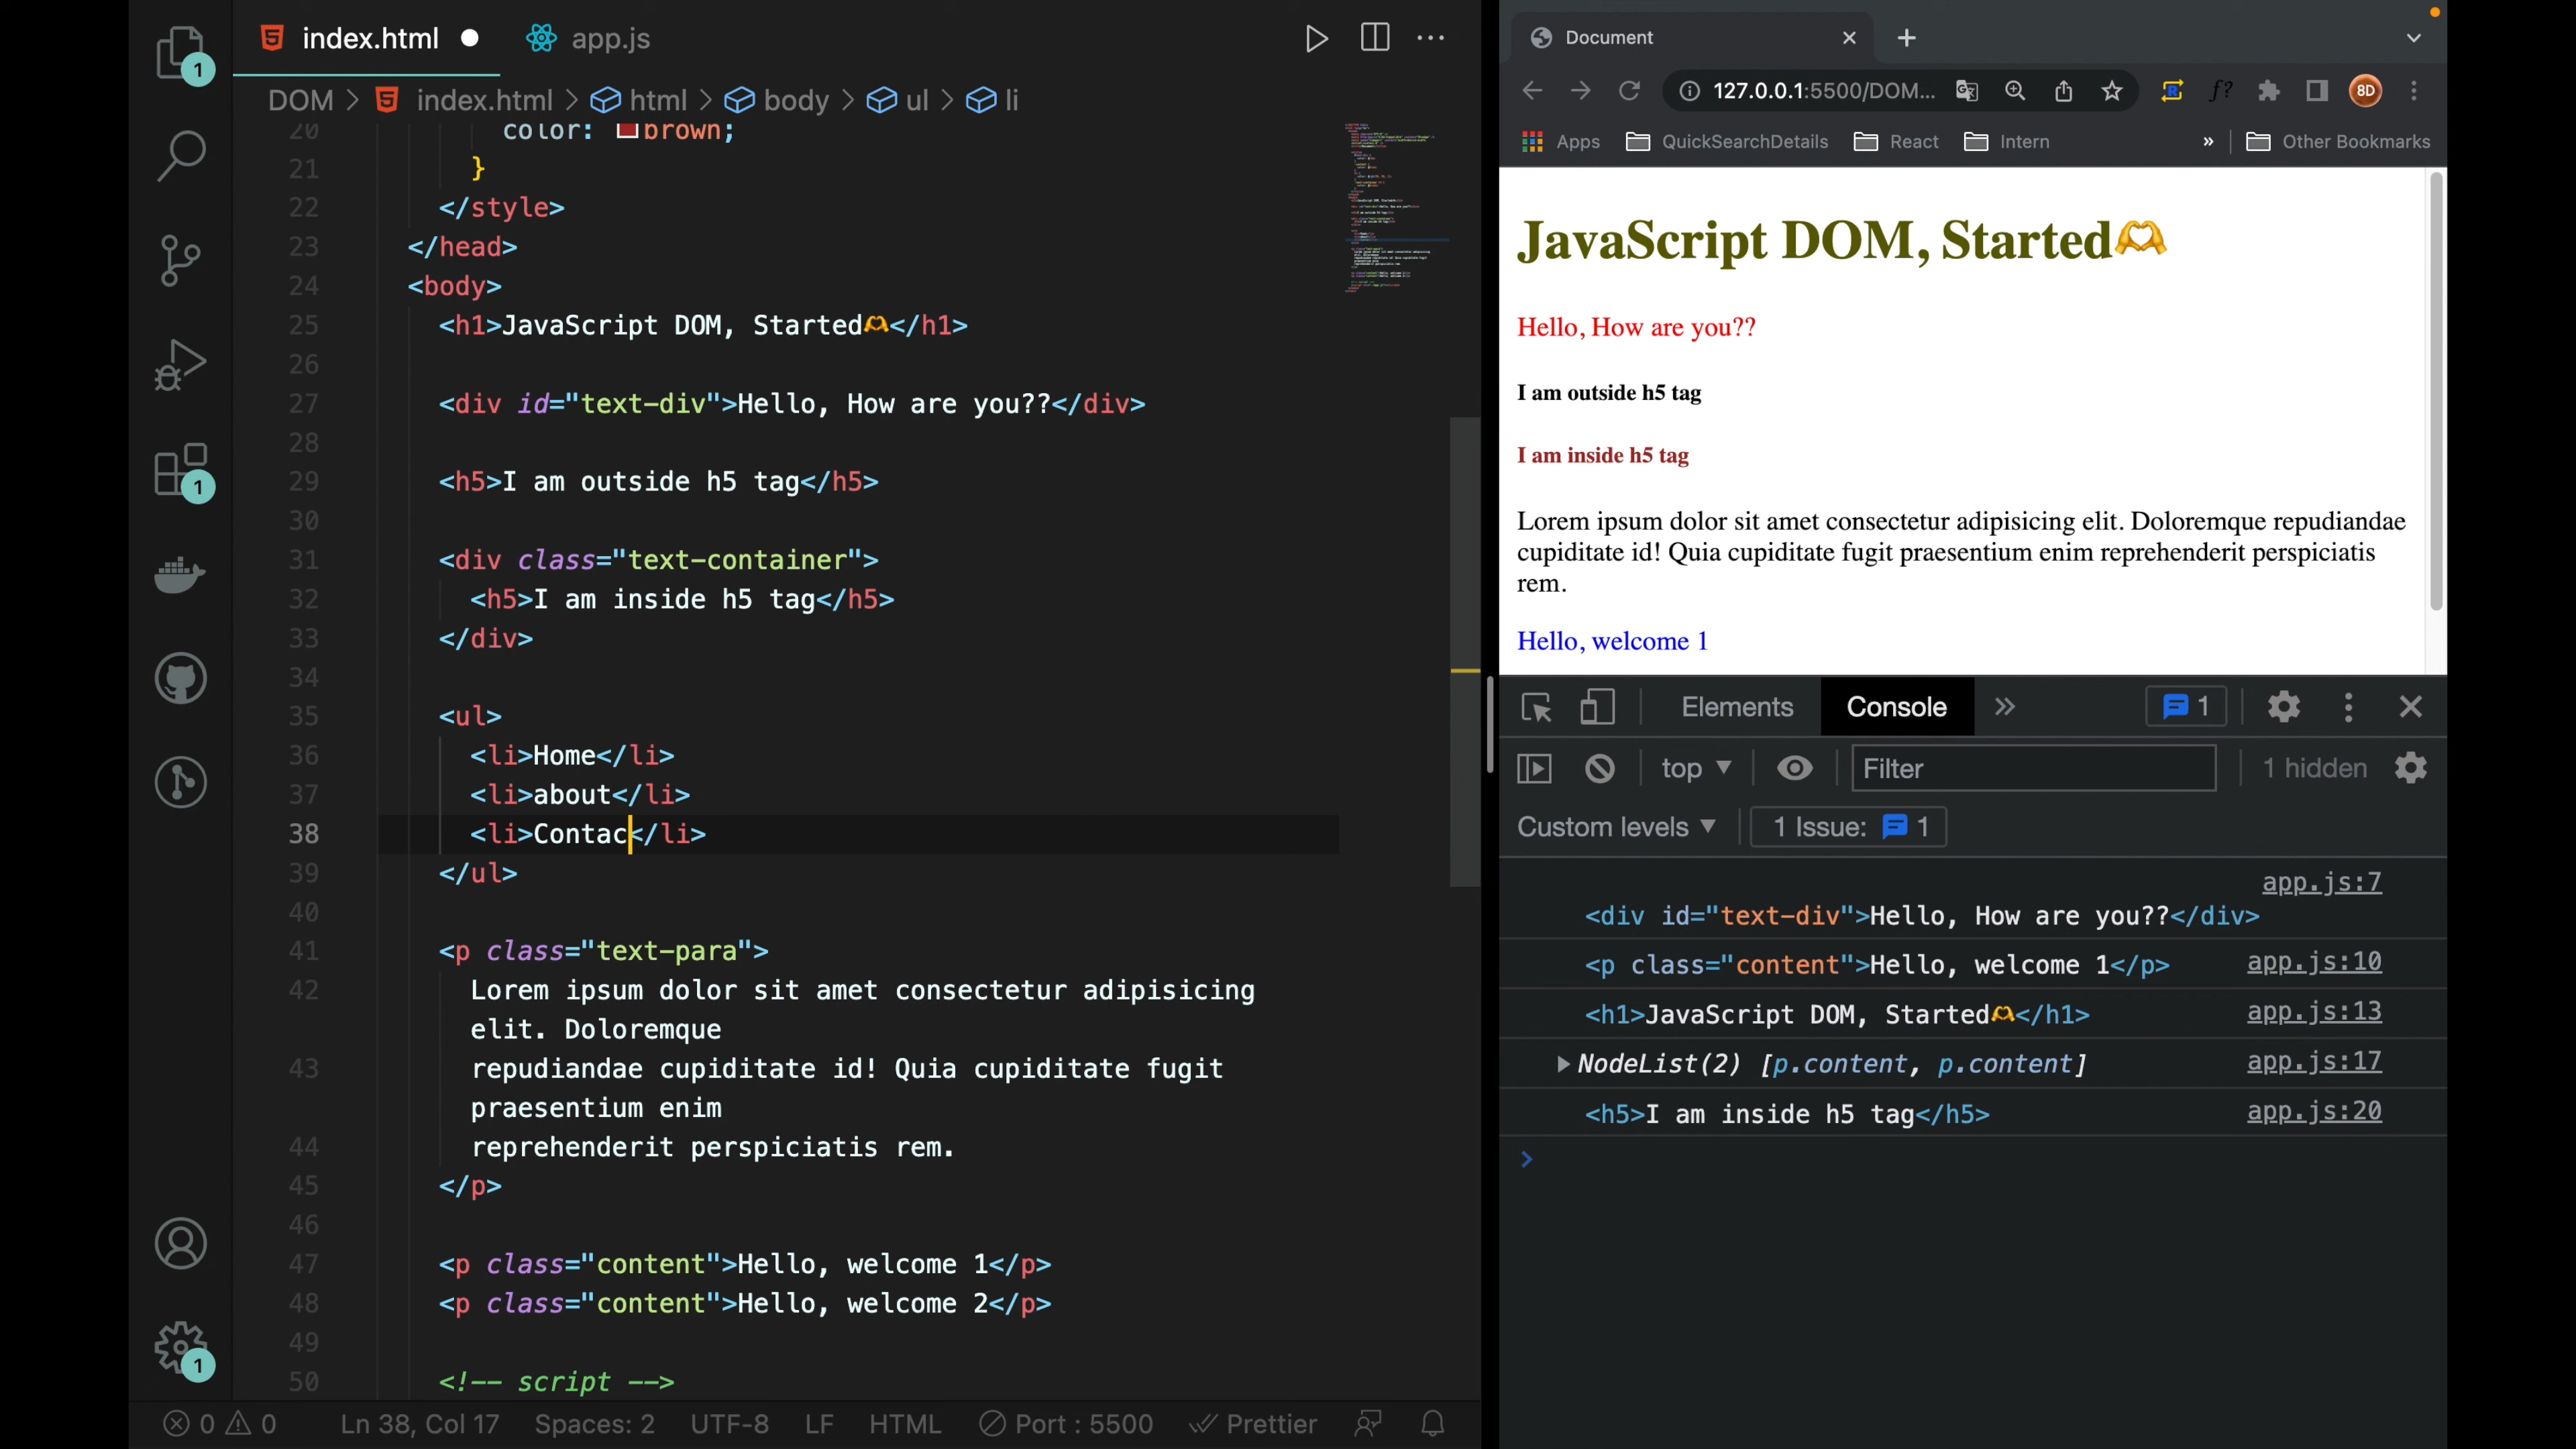 index.html
app.js
DOM > index.html > html > body > ul > li
20 color: brown;
21 }
22 </style>
23 </head>
24 <body>
25 <h1>JavaScript DOM, Started🫶</h1>
26
27 <div id="text-div">Hello, How are you??</div>
28
29 <h5>I am outside h5 tag</h5>
30
31 <div class="text-container">
32 <h5>I am inside h5 tag</h5>
33 </div>
34
35 <ul>
36 <li>Home</li>
37 <li>about</li>
38 <li>Contac</li>
39 </ul>
40
41 <p class="text-para">
42 Lorem ipsum dolor sit amet consectetur adipisicing
elit. Doloremque
43 repudiandae cupiditate id! Quia cupiditate fugit
praesentium enim
44 reprehenderit perspiciatis rem.
45 </p>
46
47 <p class="content">Hello, welcome 1</p>
48 <p class="content">Hello, welcome 2</p>
49
50 <!-- script -->
1
1
1
0 0 Ln 38, Col 17 Spaces: 2 UTF-8 LF HTML Port : 5500 Prettier
Document
127.0.0.1:5500/DOM... f? 8D
Apps QuickSearchDetails React Intern » Other Bookmarks
JavaScript DOM, Started🫶
Hello, How are you??
I am outside h5 tag
I am inside h5 tag
Lorem ipsum dolor sit amet consectetur adipisicing elit. Doloremque repudiandae
cupiditate id! Quia cupiditate fugit praesentium enim reprehenderit perspiciatis
rem.
Hello, welcome 1
Elements Console » 1
top Filter 1 hidden
Custom levels 1 Issue: 1
app.js:7
<div id="text-div">Hello, How are you??</div>
<p class="content">Hello, welcome 1</p> app.js:10
<h1>JavaScript DOM, Started🫶</h1> app.js:13
NodeList(2) [p.content, p.content] app.js:17
<h5>I am inside h5 tag</h5> app.js:20